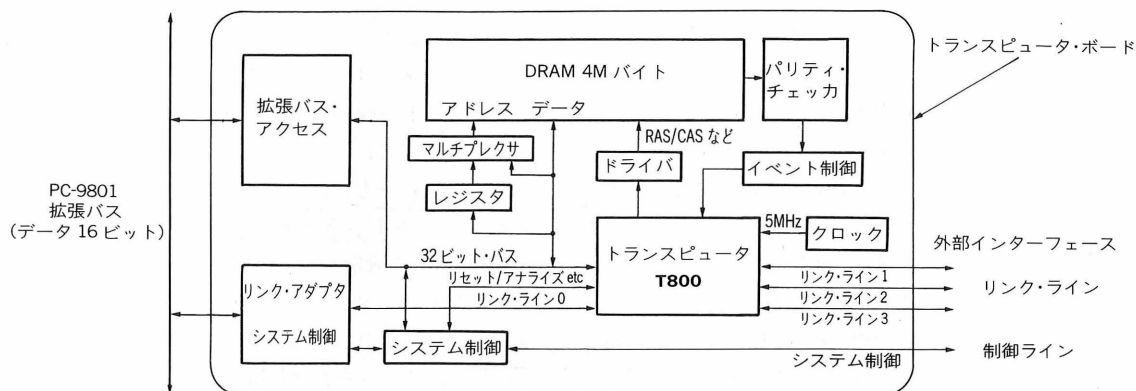 PC-9801
拡張バス
(データ 16 ビット)
拡張バス・
アクセス
DRAM 4M バイト
アドレス データ
パリティ・
チェッカ
トランスピュータ・ボード
マルチプレクサ
RAS/CAS など
ドライバ
イベント制御
レジスタ
5MHz
クロック
32 ビット・バス
トランスピュータ
T800
外部インターフェース
リセット/アナライズ etc
リンク・アダプタ
システム制御
リンク・ライン 0
リンク・ライン 1
リンク・ライン 2
リンク・ライン 3
リンク・ライン
システム制御
システム制御
制御ライン